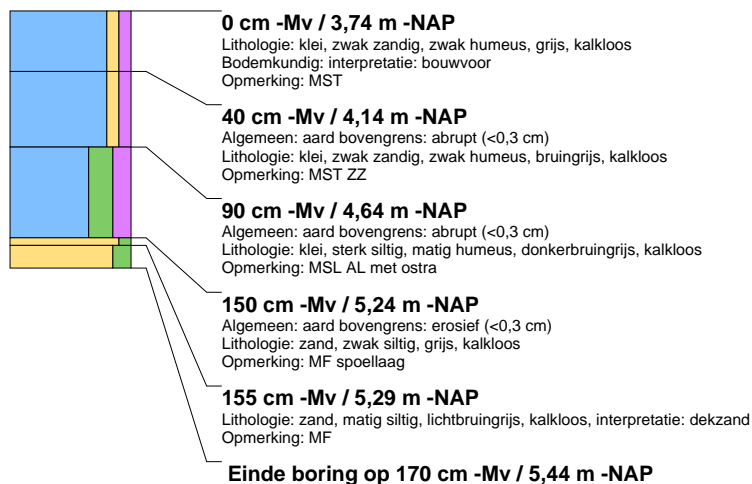 0 cm -Mv / 3,74 m -NAP
Lithologie: klei, zwak zandig, zwak humeus, grijs, kalkloos
Bodemkundig: interpretatie: bouwvoor
Opmerking: MST
40 cm -Mv / 4,14 m -NAP
Algemeen: aard bovengrens: abrupt (<0,3 cm)
Lithologie: klei, zwak zandig, zwak humeus, bruingrijs, kalkloos
Opmerking: MST ZZ
90 cm -Mv / 4,64 m -NAP
Algemeen: aard bovengrens: abrupt (<0,3 cm)
Lithologie: klei, sterk siltig, matig humeus, donkerbruingrijs, kalkloos
Opmerking: MSL AL met ostra
150 cm -Mv / 5,24 m -NAP
Algemeen: aard bovengrens: erosief (<0,3 cm)
Lithologie: zand, zwak siltig, grijs, kalkloos
Opmerking: MF spoellaag
155 cm -Mv / 5,29 m -NAP
Lithologie: zand, matig siltig, lichtbruingrijs, kalkloos, interpretatie: dekzand
Opmerking: MF
Einde boring op 170 cm -Mv / 5,44 m -NAP